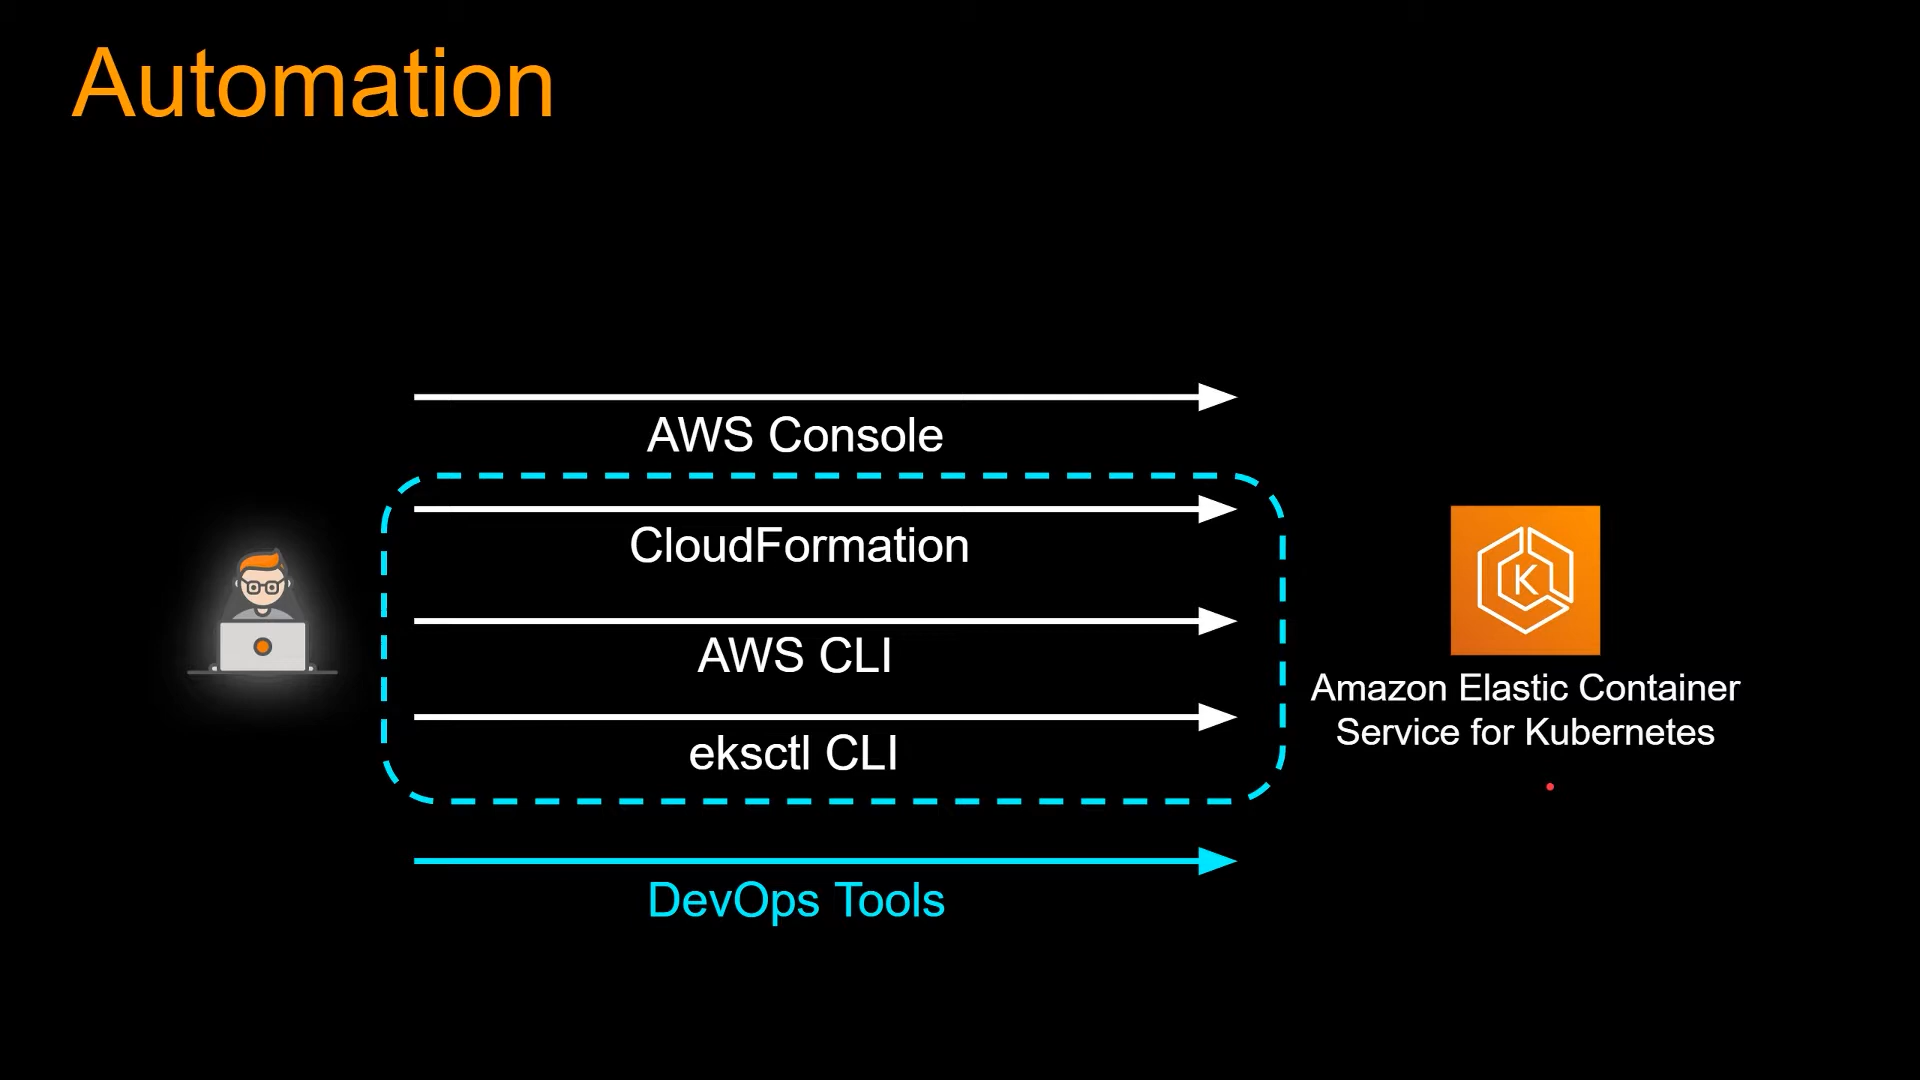 Automation
AWS Console
CloudFormation
AWS CLI
eksctl CLI
DevOps Tools
K
Amazon Elastic Container
Service for Kubernetes